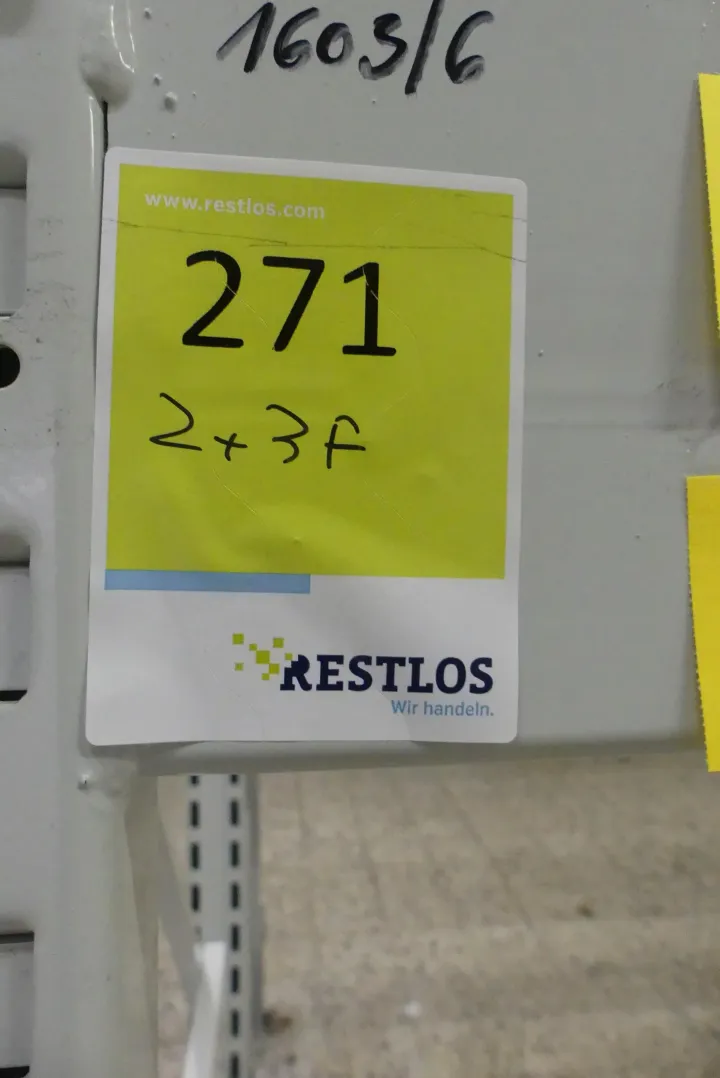 1603/6
www.restlos.com
271
2+3F
RESTLOS
Wir handeln.